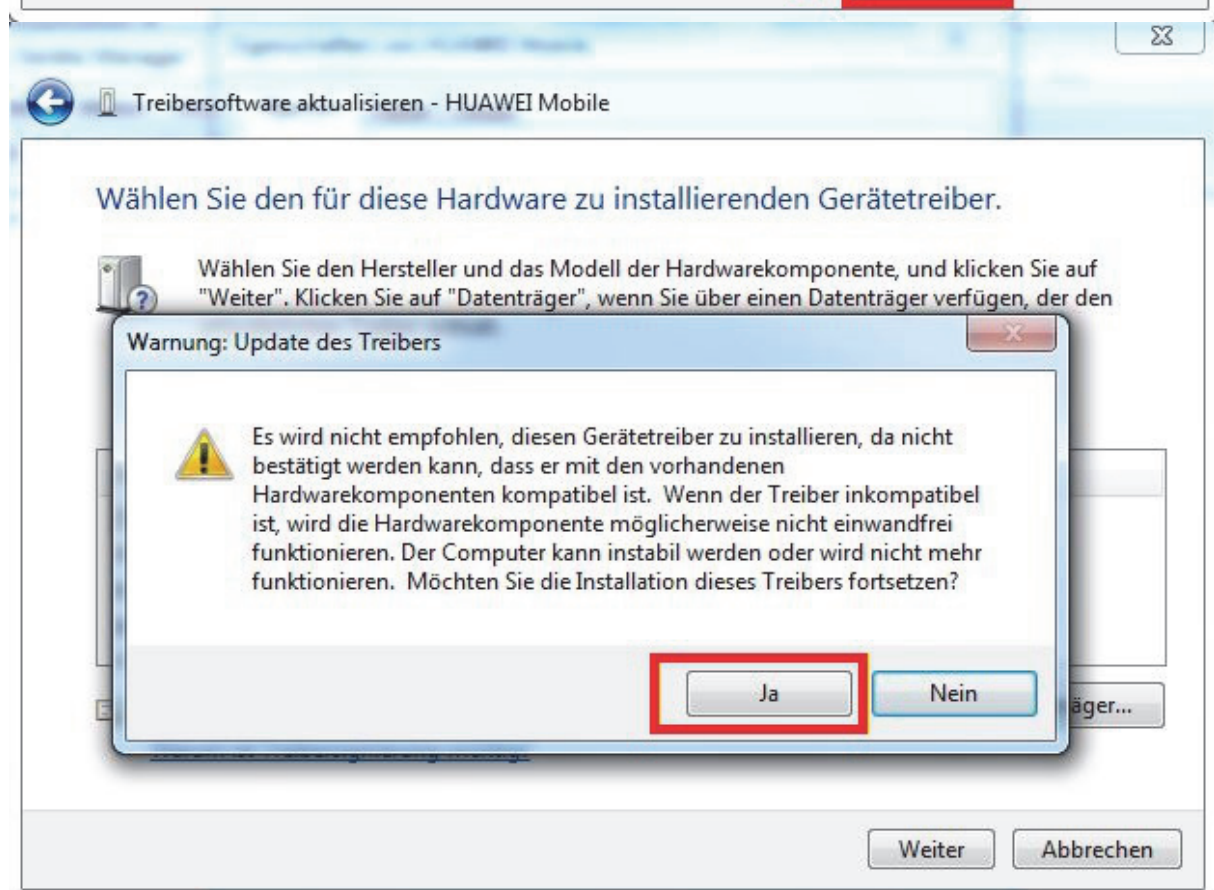 Treibersoftware aktualisieren - HUAWEI Mobile
Wählen Sie den für diese Hardware zu installierenden Gerätetreiber.
Wählen Sie den Hersteller und das Modell der Hardwarekomponente, und klicken Sie auf
"Weiter". Klicken Sie auf "Datenträger", wenn Sie über einen Datenträger verfügen, der den
Warnung: Update des Treibers
Es wird nicht empfohlen, diesen Gerätetreiber zu installieren, da nicht
bestätigt werden kann, dass er mit den vorhandenen
Hardwarekomponenten kompatibel ist. Wenn der Treiber inkompatibel
ist, wird die Hardwarekomponente möglicherweise nicht einwandfrei
funktionieren. Der Computer kann instabil werden oder wird nicht mehr
funktionieren. Möchten Sie die Installation dieses Treibers fortsetzen?
Ja
Nein
äger...
Weiter
Abbrechen